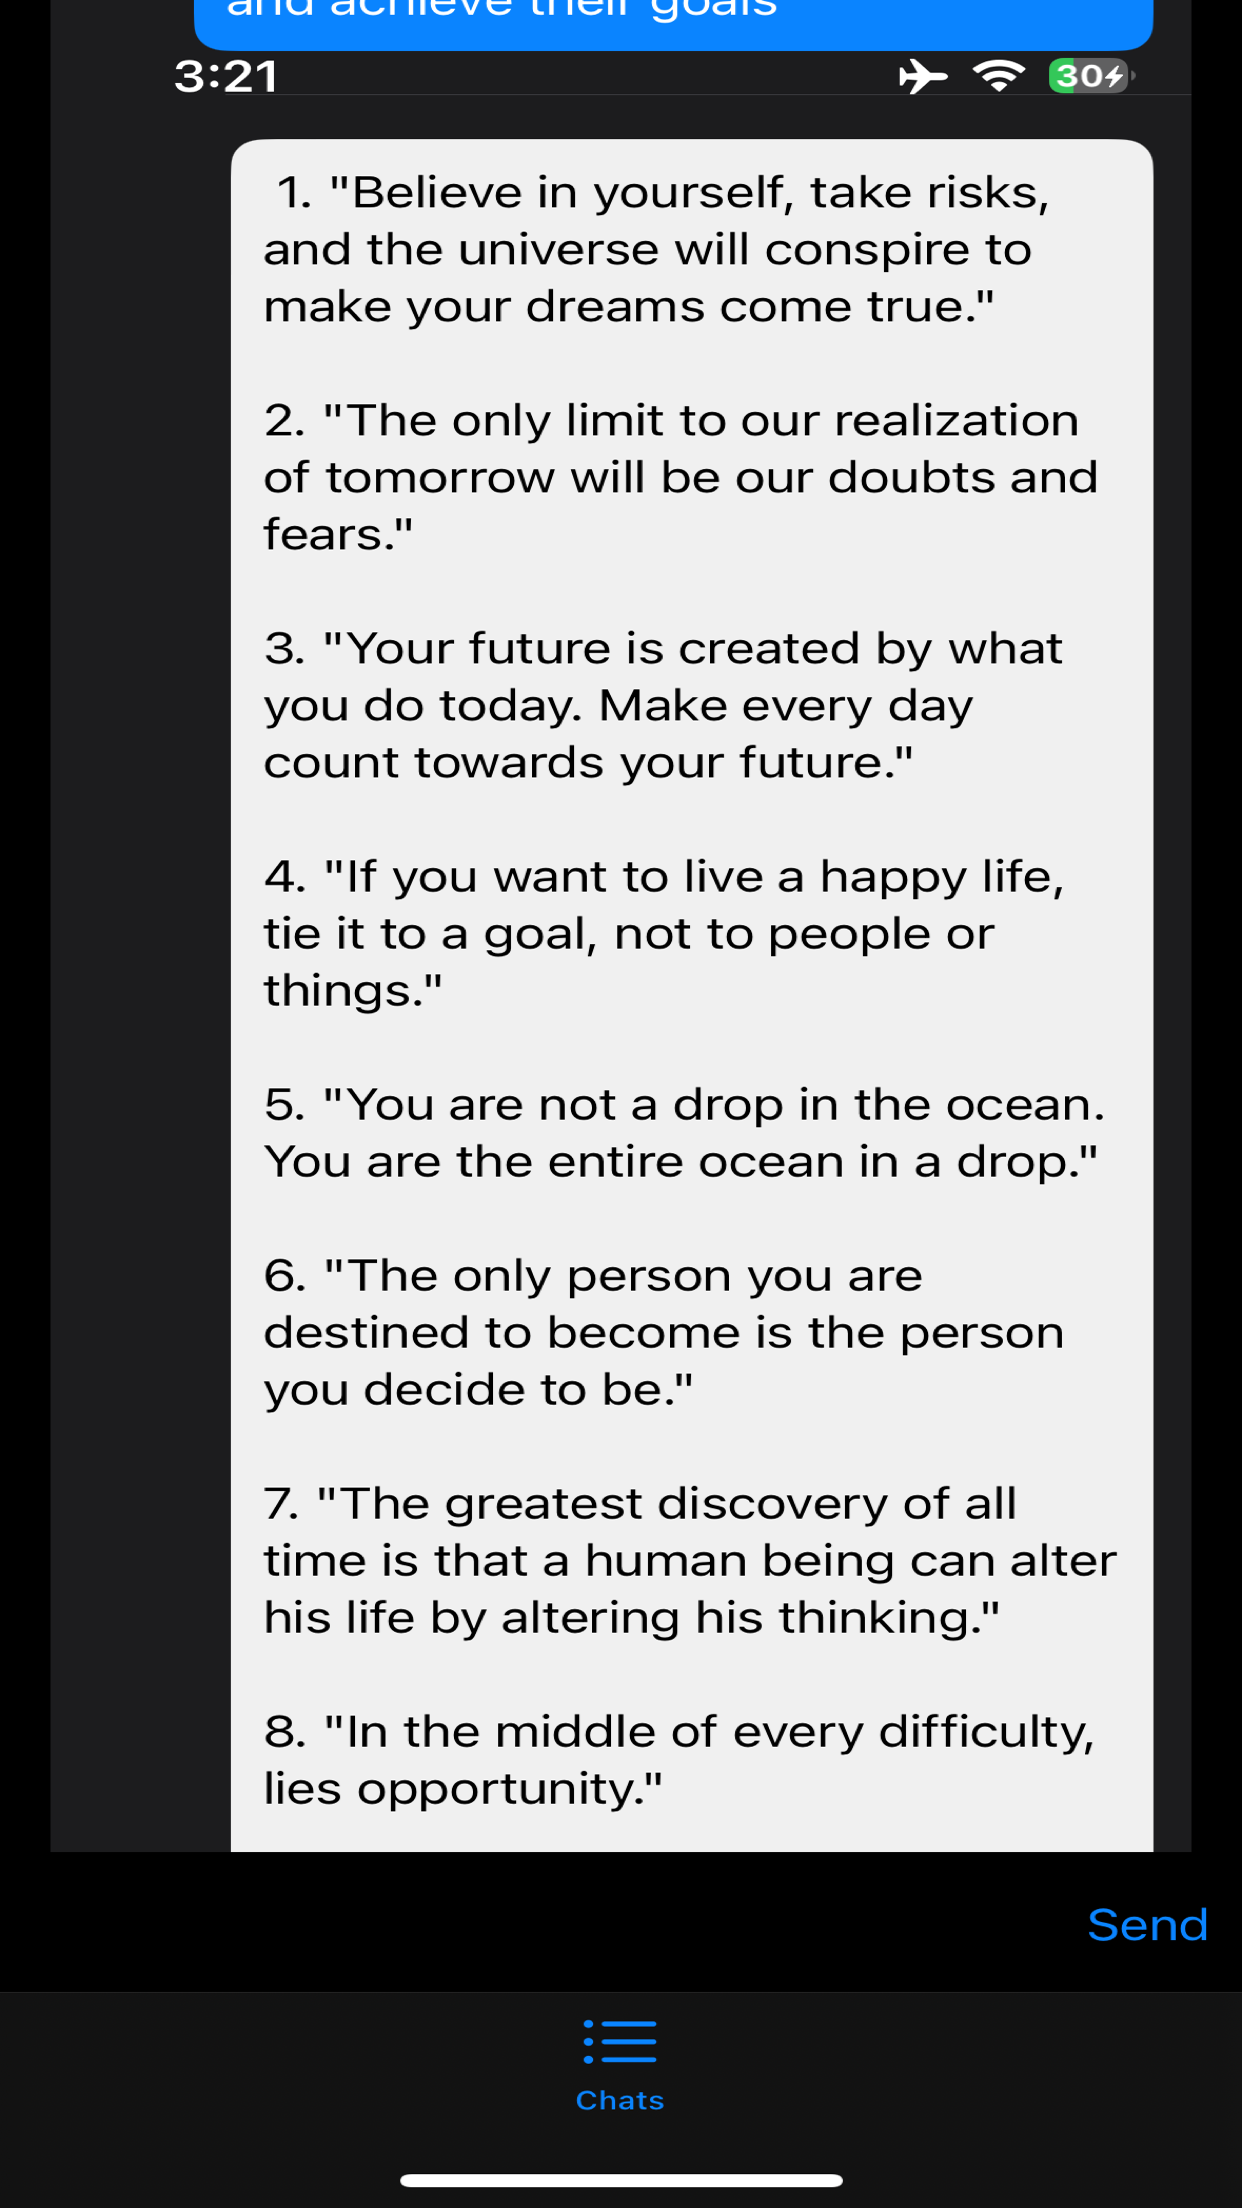 and achieve their goals
3:21
30
1. "Believe in yourself, take risks,
and the universe will conspire to
make your dreams come true."
2. "The only limit to our realization
of tomorrow will be our doubts and
fears."
3. "Your future is created by what
you do today. Make every day
count towards your future."
4. "If you want to live a happy life,
tie it to a goal, not to people or
things."
5. "You are not a drop in the ocean.
You are the entire ocean in a drop."
6. "The only person you are
destined to become is the person
you decide to be."
7. "The greatest discovery of all
time is that a human being can alter
his life by altering his thinking."
8. "In the middle of every difficulty,
lies opportunity."
Send
Chats